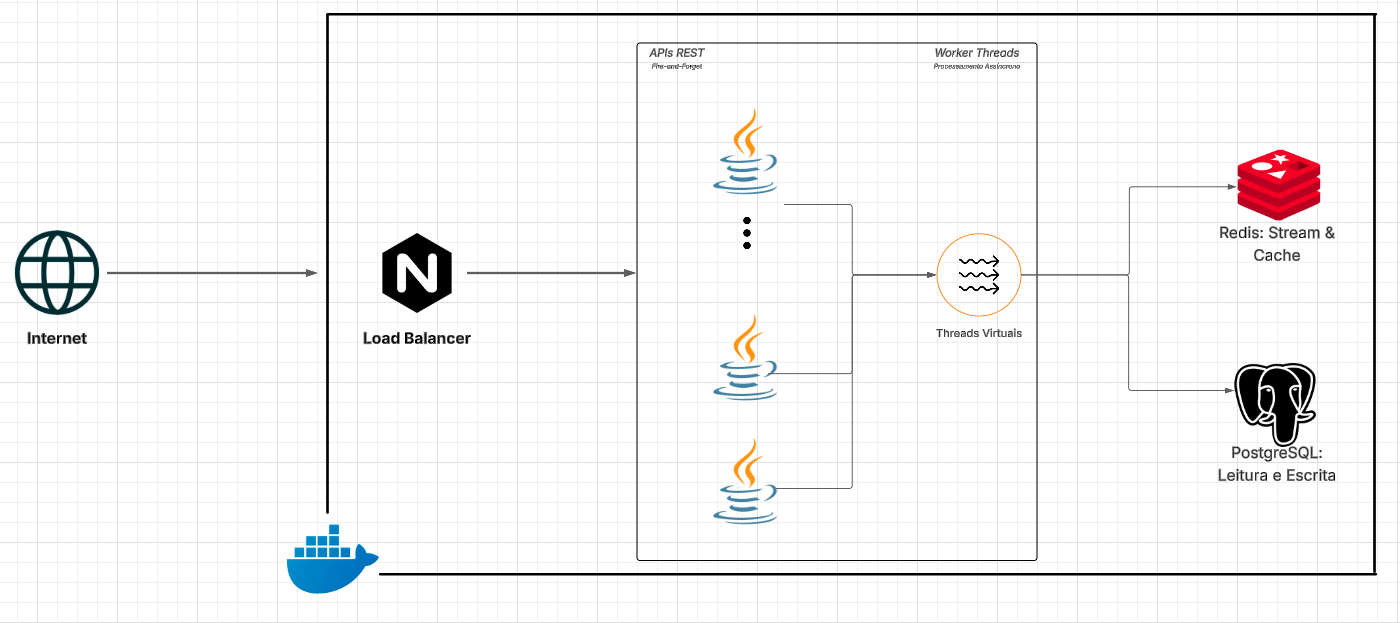 APIs REST
Fire-and-Forget
Worker Threads
Processamento Assíncrono
N
Internet
Load Balancer
Threads Virtuais
Redis: Stream &
Cache
PostgreSQL:
Leitura e Escrita